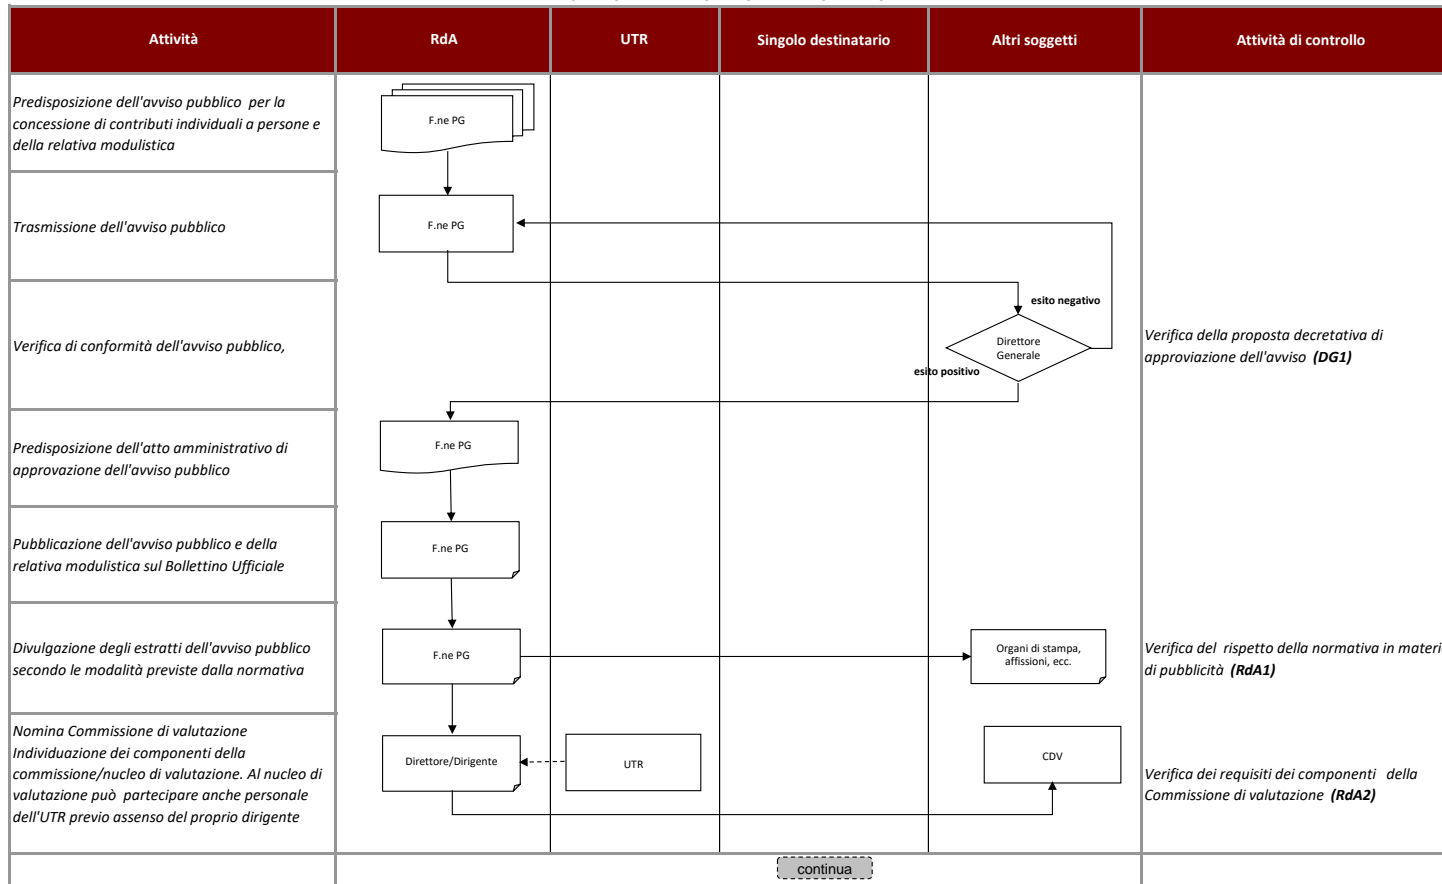 Attività
RdA
UTR
Singolo destinatario
Altri soggetti
Attività di controllo
Predisposizione dell'avviso pubblico per la
concessione di contributi individuali a persone e
della relativa modulistica
F.ne PG
Trasmissione dell'avviso pubblico
F.ne PG
esito negativo
Verifica di conformità dell'avviso pubblico,
Direttore
Generale
esito positivo
Verifica della proposta decretativa di
approviazione dell'avviso (DG1)
Predisposizione dell'atto amministrativo di
approvazione dell'avviso pubblico
F.ne PG
Pubblicazione dell'avviso pubblico e della
relativa modulistica sul Bollettino Ufficiale
F.ne PG
Divulgazione degli estratti dell'avviso pubblico
secondo le modalità previste dalla normativa
F.ne PG
Organi di stampa,
affissioni, ecc.
Verifica del rispetto della normativa in materi
di pubblicità (RdA1)
Nomina Commissione di valutazione
Individuazione dei componenti della
commissione/nucleo di valutazione. Al nucleo di
valutazione può partecipare anche personale
dell'UTR previo assenso del proprio dirigente
Direttore/Dirigente
UTR
CDV
Verifica dei requisiti dei componenti della
Commissione di valutazione (RdA2)
continua